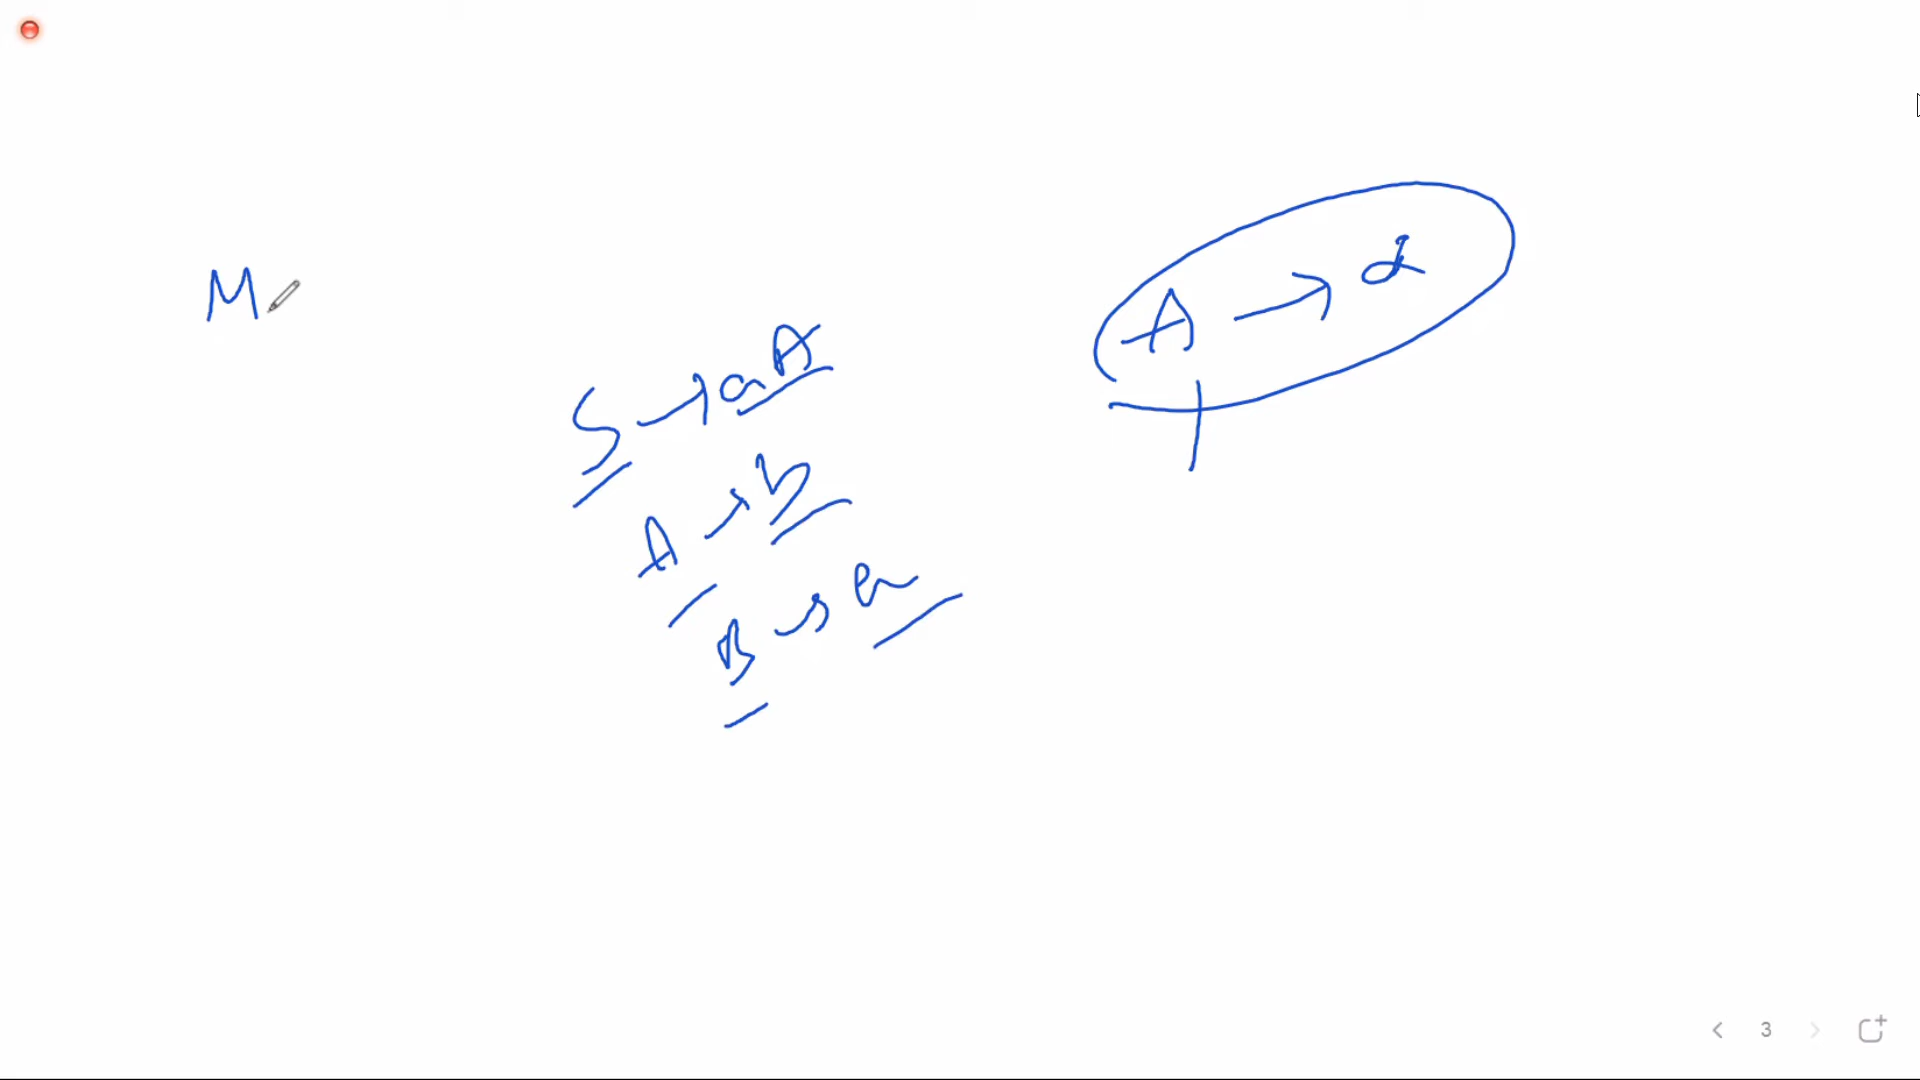 M
A → α
S → aA
A → b
B → a
3